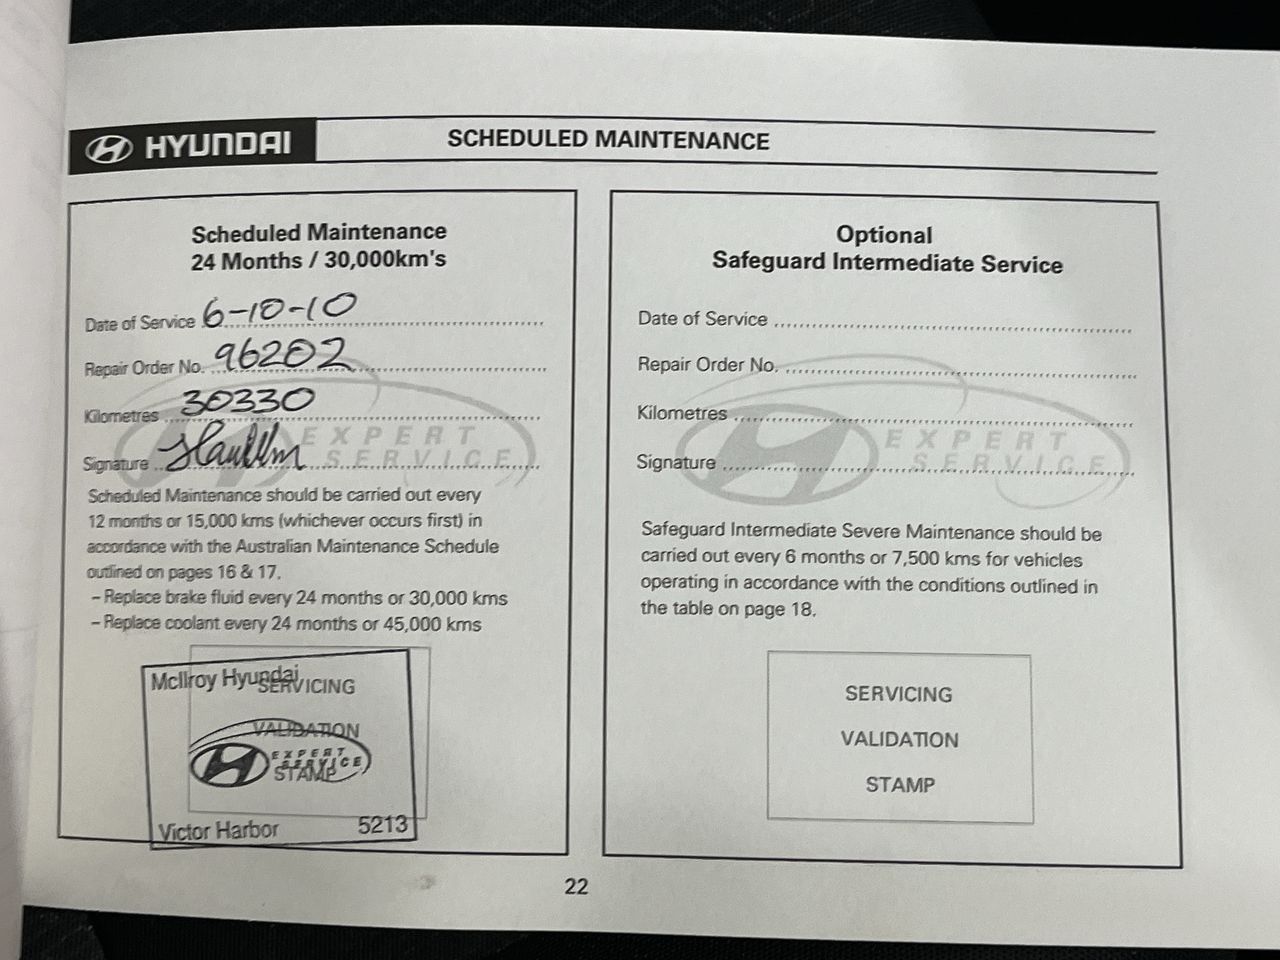 HYUNDAI
SCHEDULED MAINTENANCE
Scheduled Maintenance
24 Months / 30,000km's
Date of Service 6-10-10
Repair Order No. 96202
Kilometres 30330
Signature
EXPERT
SERVICE
Scheduled Maintenance should be carried out every
12 months or 15,000 kms (whichever occurs first) in
accordance with the Australian Maintenance Schedule
outlined on pages 16 & 17.
– Replace brake fluid every 24 months or 30,000 kms
– Replace coolant every 24 months or 45,000 kms
McIlroy Hyundai
SERVICING
VALIDATION
EXPERT
SERVICE
STAMP
Victor Harbor 5213
Optional
Safeguard Intermediate Service
Date of Service
Repair Order No.
Kilometres
EXPERT
SERVICE
Signature
Safeguard Intermediate Severe Maintenance should be
carried out every 6 months or 7,500 kms for vehicles
operating in accordance with the conditions outlined in
the table on page 18.
SERVICING
VALIDATION
STAMP
22